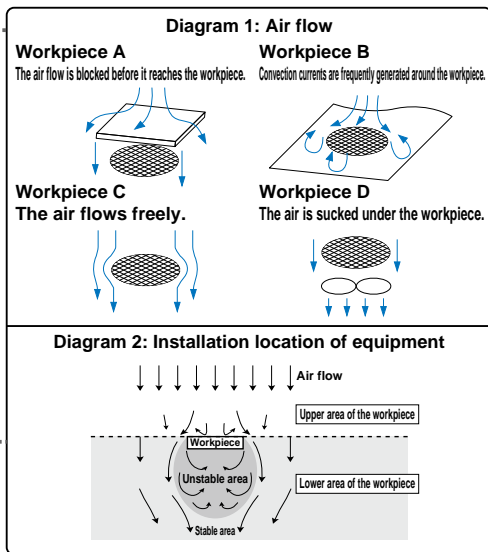 Diagram 1: Air flow
Workpiece A
The air flow is blocked before it reaches the workpiece.
Workpiece B
Convection currents are frequently generated around the workpiece.
Workpiece C
The air flows freely.
Workpiece D
The air is sucked under the workpiece.
Diagram 2: Installation location of equipment
Air flow
Upper area of the workpiece
Workpiece
Unstable area
Lower area of the workpiece
Stable area